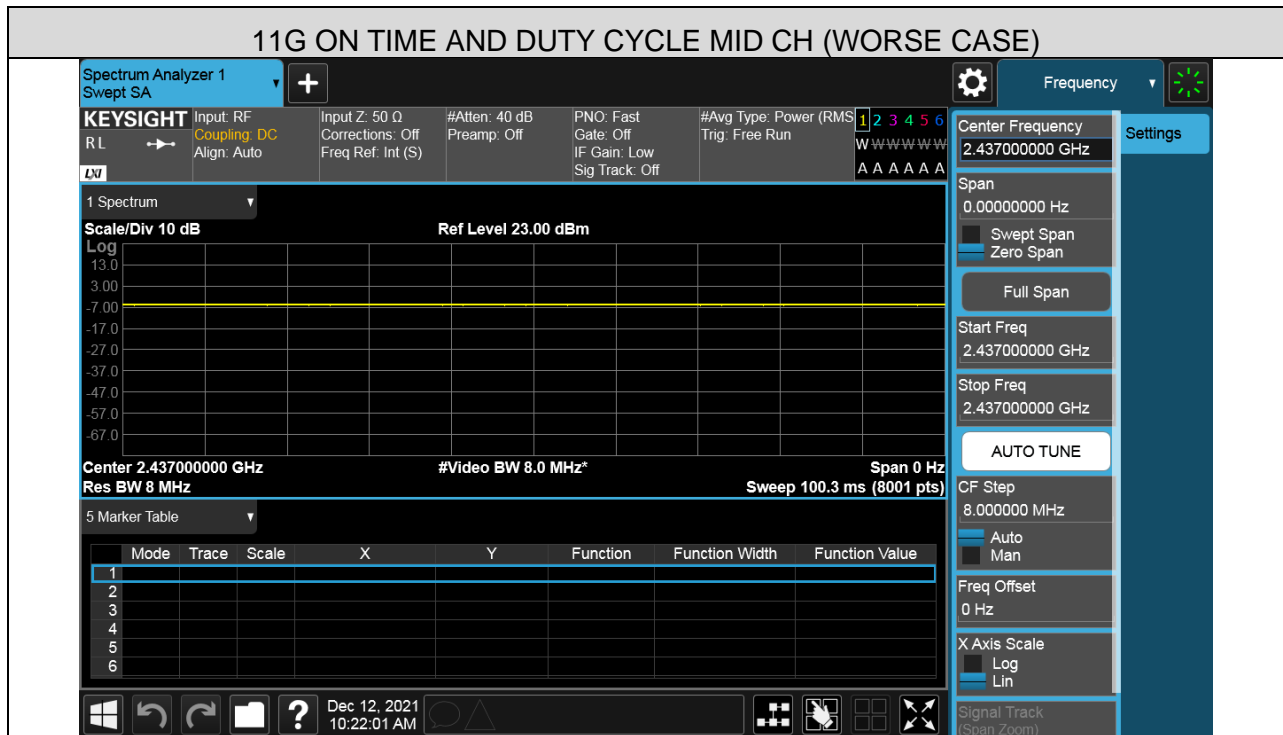 11G ON TIME AND DUTY CYCLE MID CH (WORSE CASE)
Spectrum Analyzer 1
Swept SA
Frequency
KEYSIGHT
RL
LXI
Input: RF
Coupling: DC
Align: Auto
Input Z: 50 Ω
Corrections: Off
Freq Ref: Int (S)
#Atten: 40 dB
Preamp: Off
PNO: Fast
Gate: Off
IF Gain: Low
Sig Track: Off
#Avg Type: Power (RMS
Trig: Free Run
1 2 3 4 5 6
W W W W W W
A A A A A A
1 Spectrum
Scale/Div 10 dB
Ref Level 23.00 dBm
Log
13.0
3.00
-7.00
-17.0
-27.0
-37.0
-47.0
-57.0
-67.0
Center 2.437000000 GHz
#Video BW 8.0 MHz*
Span 0 Hz
Res BW 8 MHz
Sweep 100.3 ms (8001 pts)
5 Marker Table
Mode Trace Scale X Y Function Function Width Function Value
1
2
3
4
5
6
?
Dec 12, 2021
10:22:01 AM
Center Frequency
2.437000000 GHz
Settings
Span
0.00000000 Hz
Swept Span
Zero Span
Full Span
Start Freq
2.437000000 GHz
Stop Freq
2.437000000 GHz
AUTO TUNE
CF Step
8.000000 MHz
Auto
Man
Freq Offset
0 Hz
X Axis Scale
Log
Lin
Signal Track
(Span Zoom)